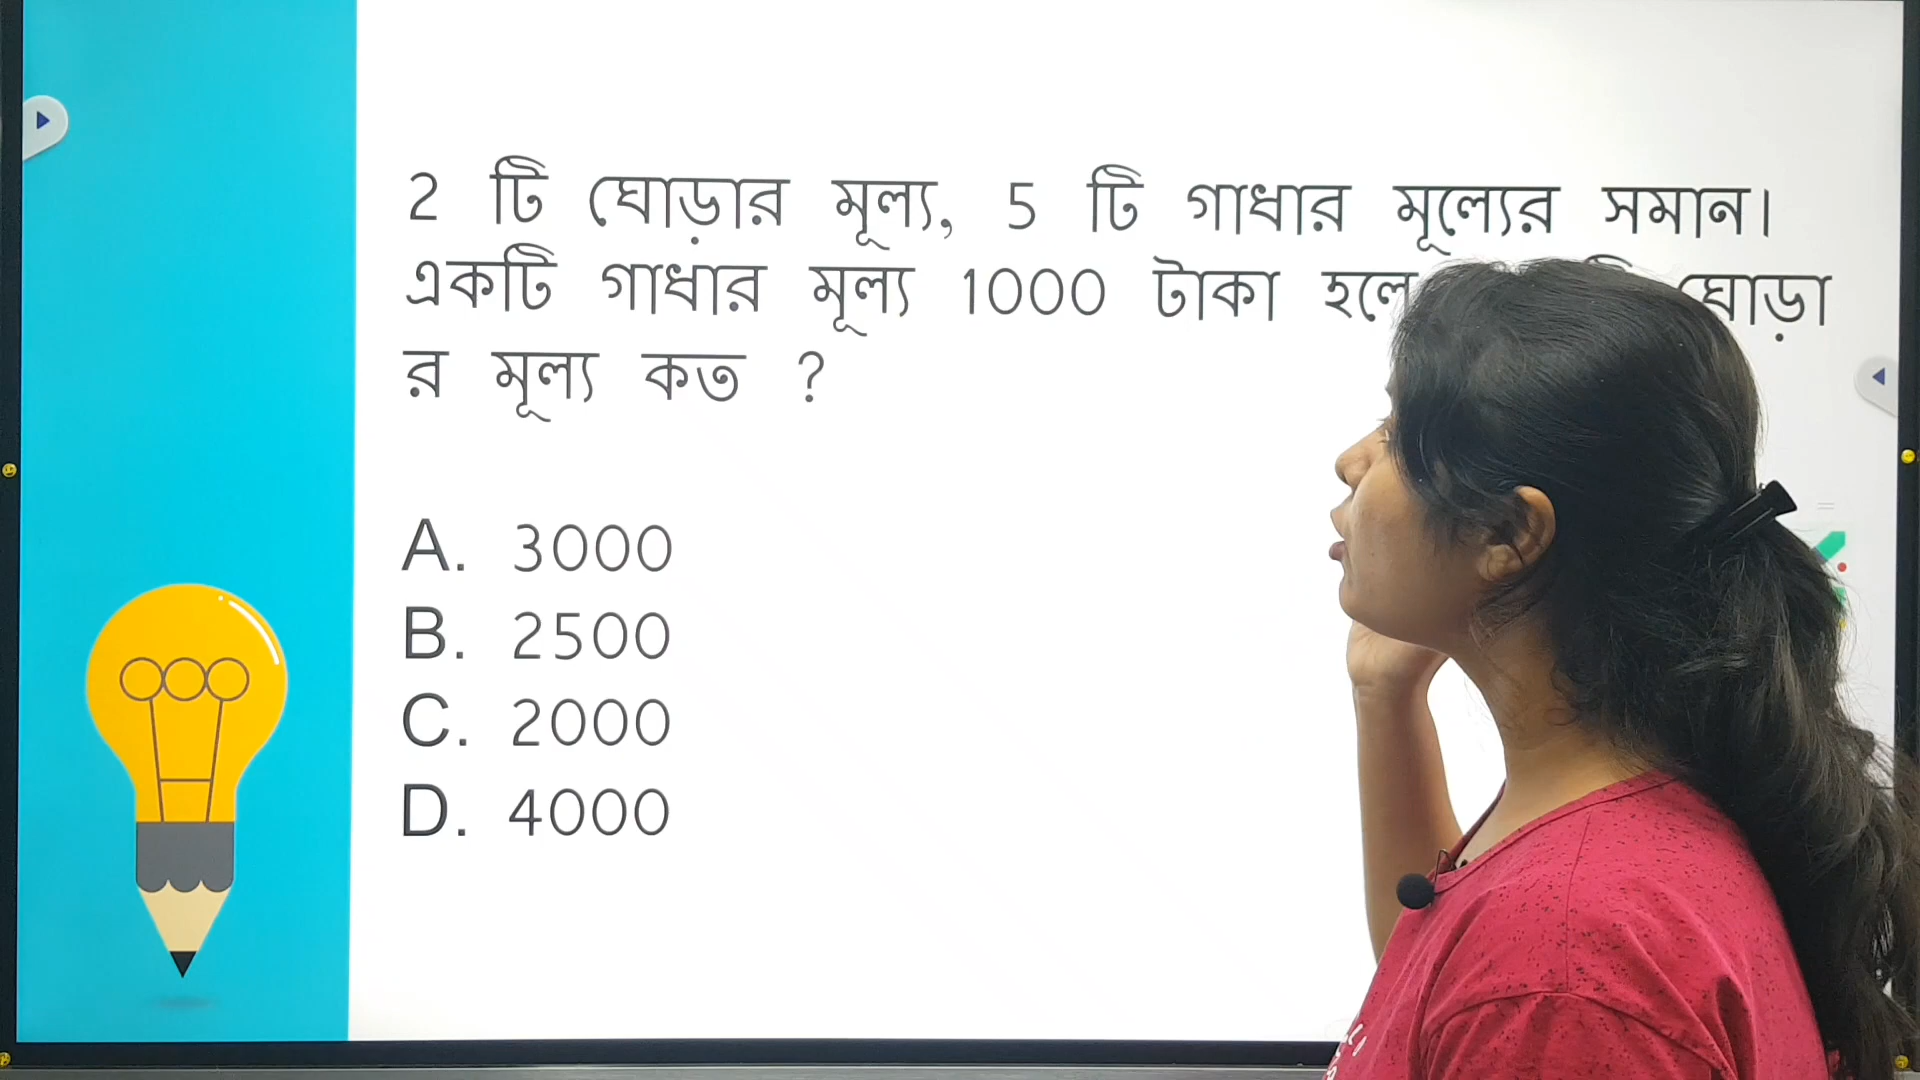 2 টি ঘোড়ার মূল্য, 5 টি গাধার মূল্যের সমান।
একটি গাধার মূল্য 1000 টাকা হলে ঘোড়া
র মূল্য কত ?
A. 3000
B. 2500
C. 2000
D. 4000